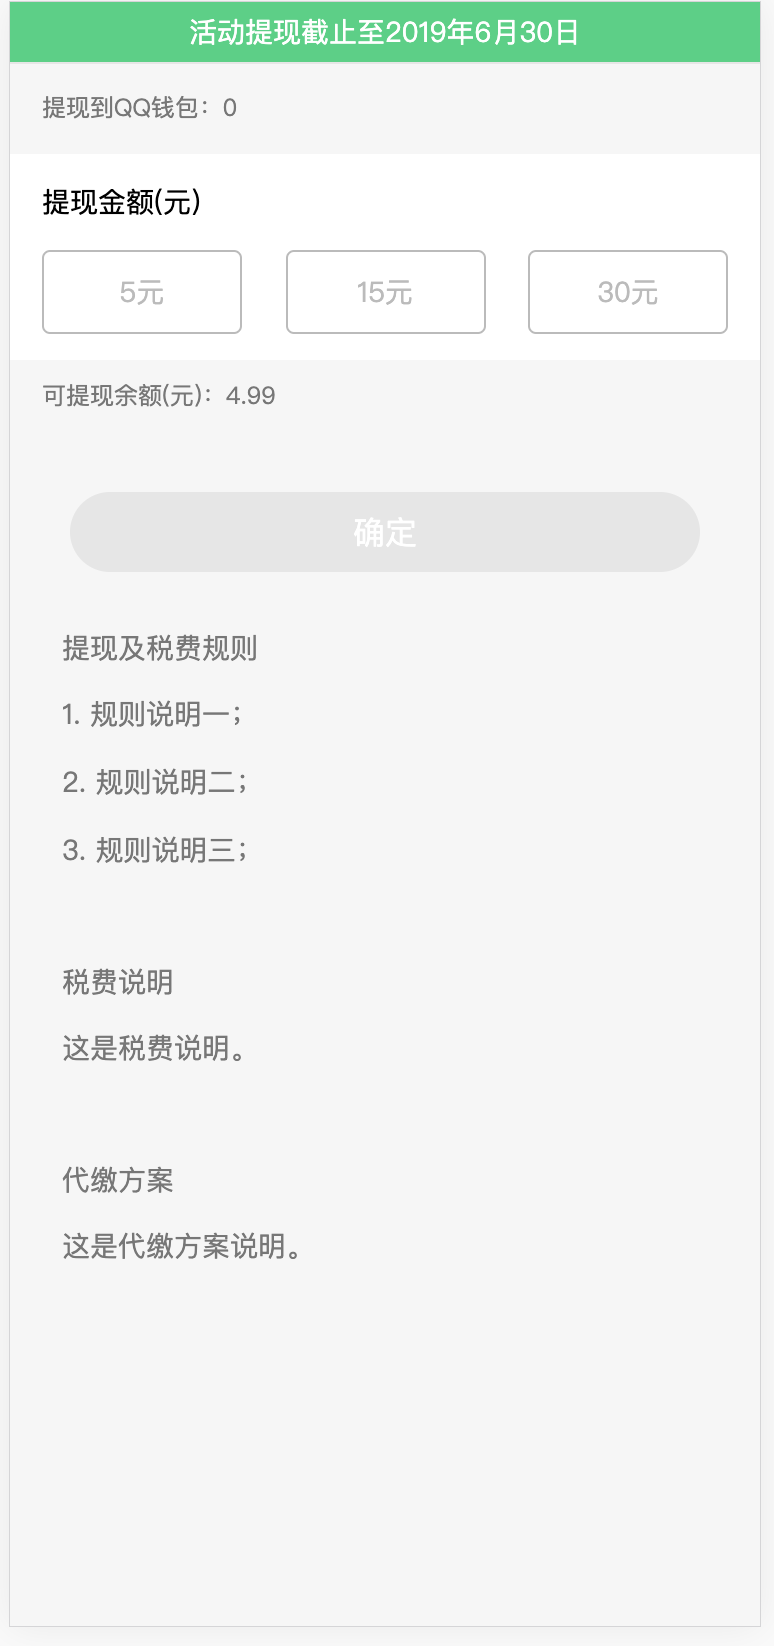 活动提现截止至2019年6月30日
提现到QQ钱包：0
提现金额(元)
5元
15元
30元
可提现余额(元)：4.99
确定
提现及税费规则
1. 规则说明一；
2. 规则说明二；
3. 规则说明三；
税费说明
这是税费说明。
代缴方案
这是代缴方案说明。